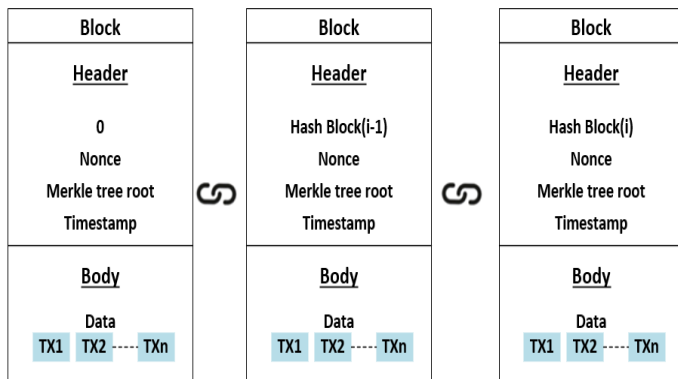 Block
Header
0
Nonce
Merkle tree root
Timestamp
Body
Data
TX1 TX2 TXn
Block
Header
Hash Block(i-1)
Nonce
Merkle tree root
Timestamp
Body
Data
TX1 TX2 TXn
Block
Header
Hash Block(i)
Nonce
Merkle tree root
Timestamp
Body
Data
TX1 TX2 TXn